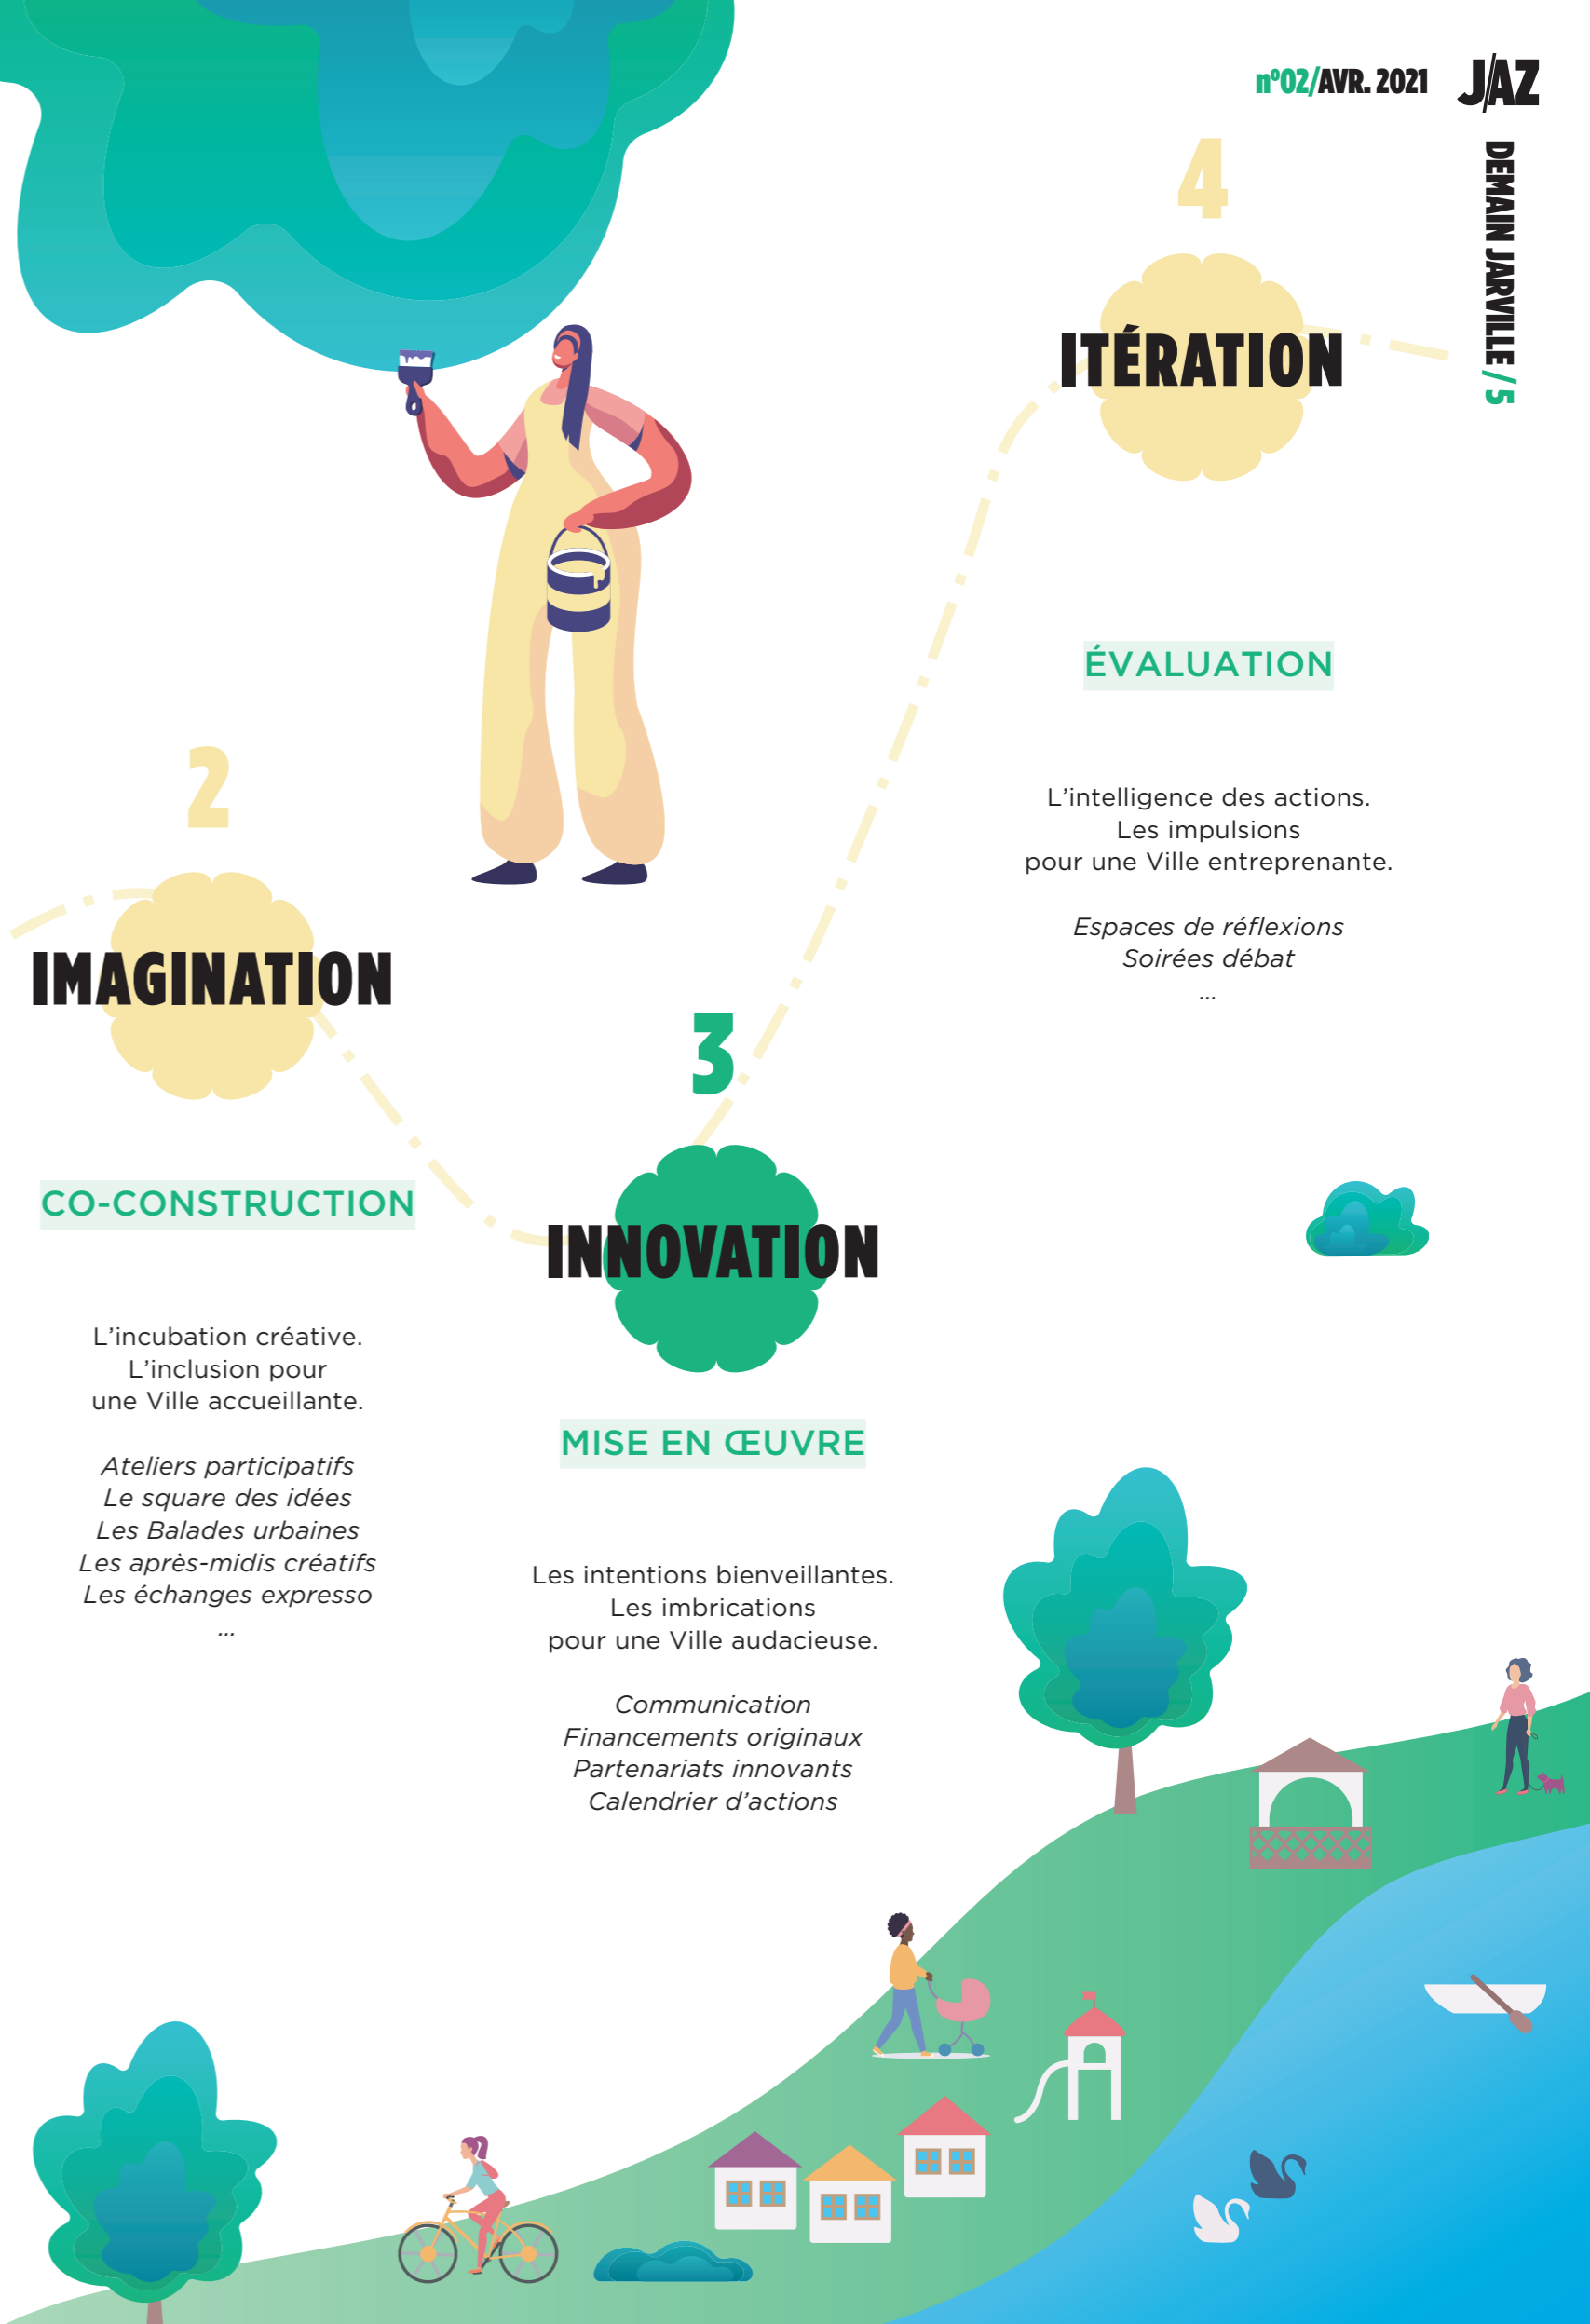 nº02/AVR. 2021
J/AZ
DEMAIN JARVILLE / 5
2
IMAGINATION
CO-CONSTRUCTION
L’incubation créative.
L’inclusion pour
une Ville accueillante.
Ateliers participatifs
Le square des idées
Les Balades urbaines
Les après-midis créatifs
Les échanges expresso
...
3
INNOVATION
MISE EN ŒUVRE
Les intentions bienveillantes.
Les imbrications
pour une Ville audacieuse.
Communication
Financements originaux
Partenariats innovants
Calendrier d’actions
4
ITÉRATION
ÉVALUATION
L’intelligence des actions.
Les impulsions
pour une Ville entreprenante.
Espaces de réflexions
Soirées débat
...